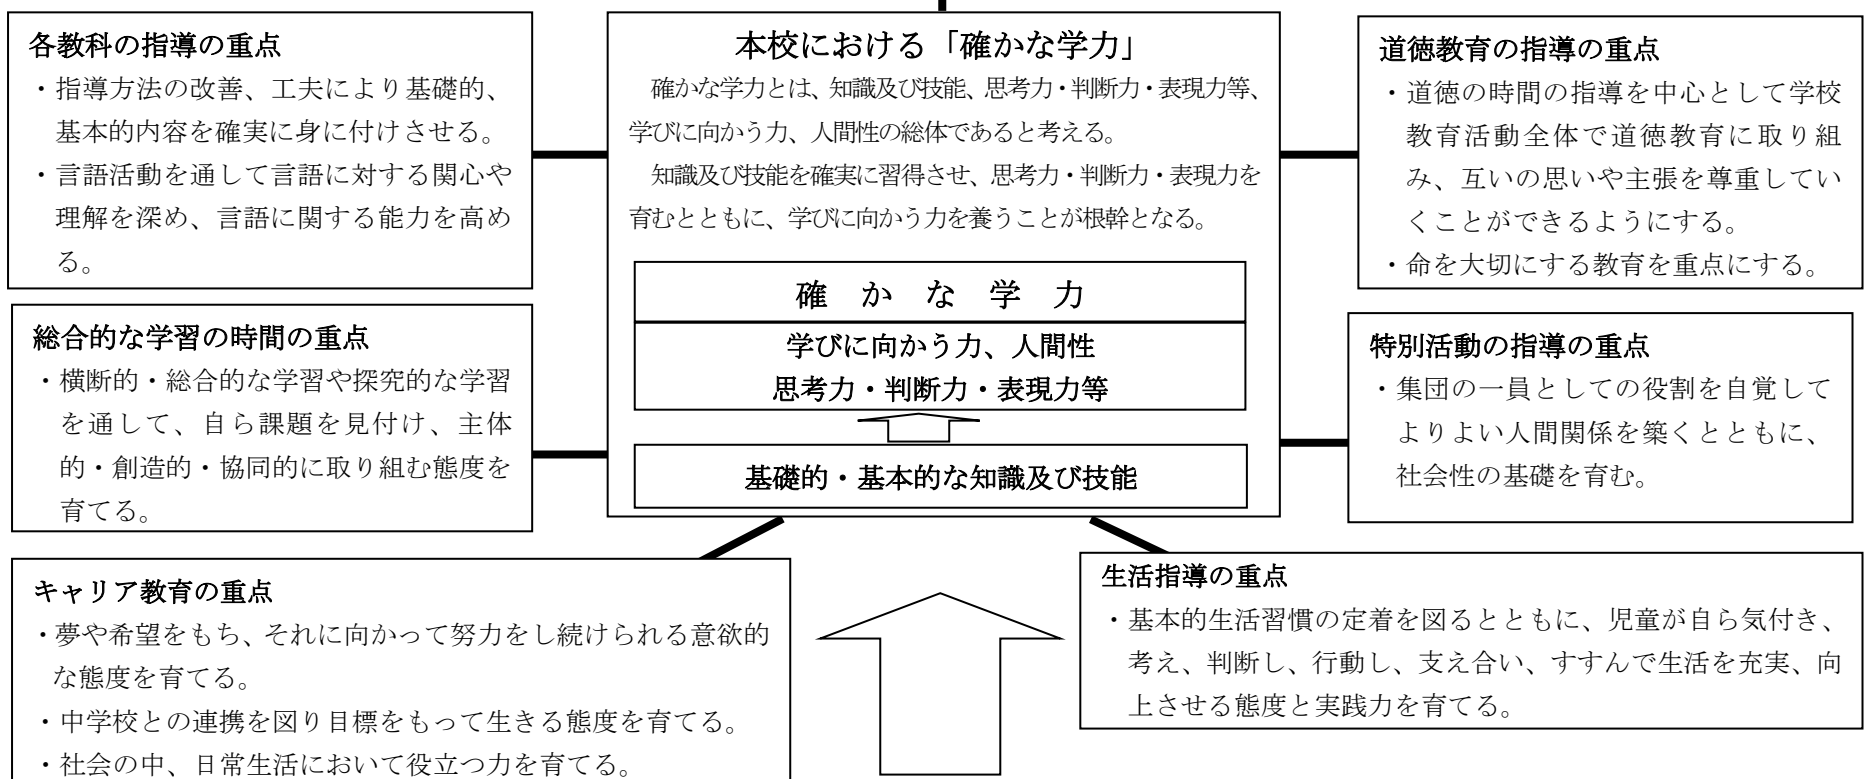 各教科の指導の重点
・指導方法の改善、工夫により基礎的、
基本的内容を確実に身に付けさせる。
・言語活動を通して言語に対する関心や
理解を深め、言語に関する能力を高め
る。
本校における「確かな学力」
確かな学力とは、知識及び技能、思考力・判断力・表現力等、
学びに向かう力、人間性の総体であると考える。
知識及び技能を確実に習得させ、思考力・判断力・表現力を
育むとともに、学びに向かう力を養うことが根幹となる。
確かな学力
学びに向かう力、人間性
思考力・判断力・表現力等
基礎的・基本的な知識及び技能
道徳教育の指導の重点
・道徳の時間の指導を中心として学校
教育活動全体で道徳教育に取り組
み、互いの思いや主張を尊重してい
くことができるようにする。
・命を大切にする教育を重点にする。
総合的な学習の時間の重点
・横断的・総合的な学習や探究的な学習
を通して、自ら課題を見付け、主体
的・創造的・協同的に取り組む態度を
育てる。
特別活動の指導の重点
・集団の一員としての役割を自覚して
よりよい人間関係を築くとともに、
社会性の基礎を育む。
キャリア教育の重点
・夢や希望をもち、それに向かって努力をし続けられる意欲的
な態度を育てる。
・中学校との連携を図り目標をもって生きる態度を育てる。
・社会の中、日常生活において役立つ力を育てる。
生活指導の重点
・基本的生活習慣の定着を図るとともに、児童が自ら気付き、
考え、判断し、行動し、支え合い、すすんで生活を充実、向
上させる態度と実践力を育てる。